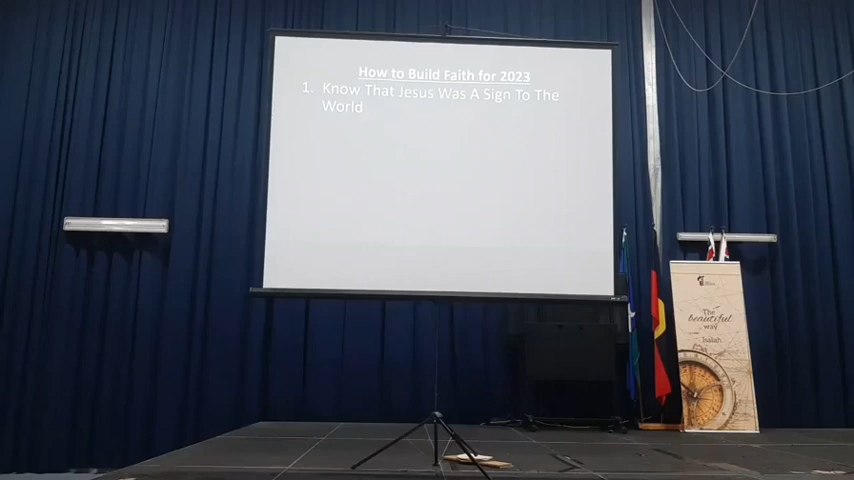 How to Build Faith for 2023
1. Know That Jesus Was A Sign To The
World
The
beautiful
way
Isaiah